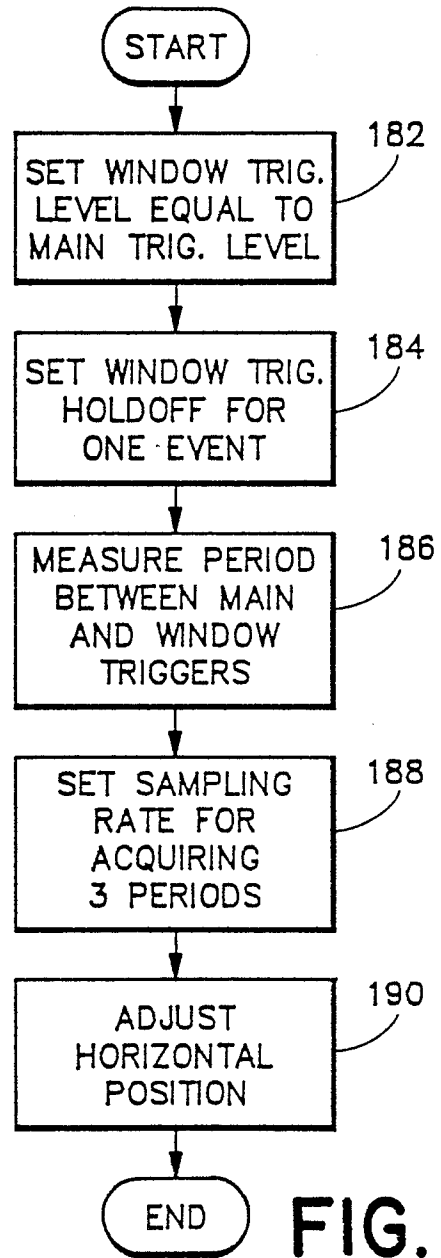 START
182
SET WINDOW TRIG.
LEVEL EQUAL TO
MAIN TRIG. LEVEL
184
SET WINDOW TRIG.
HOLDOFF FOR
ONE EVENT
186
MEASURE PERIOD
BETWEEN MAIN
AND WINDOW
TRIGGERS
188
SET SAMPLING
RATE FOR
ACQUIRING
3 PERIODS
190
ADJUST
HORIZONTAL
POSITION
END
FIG.